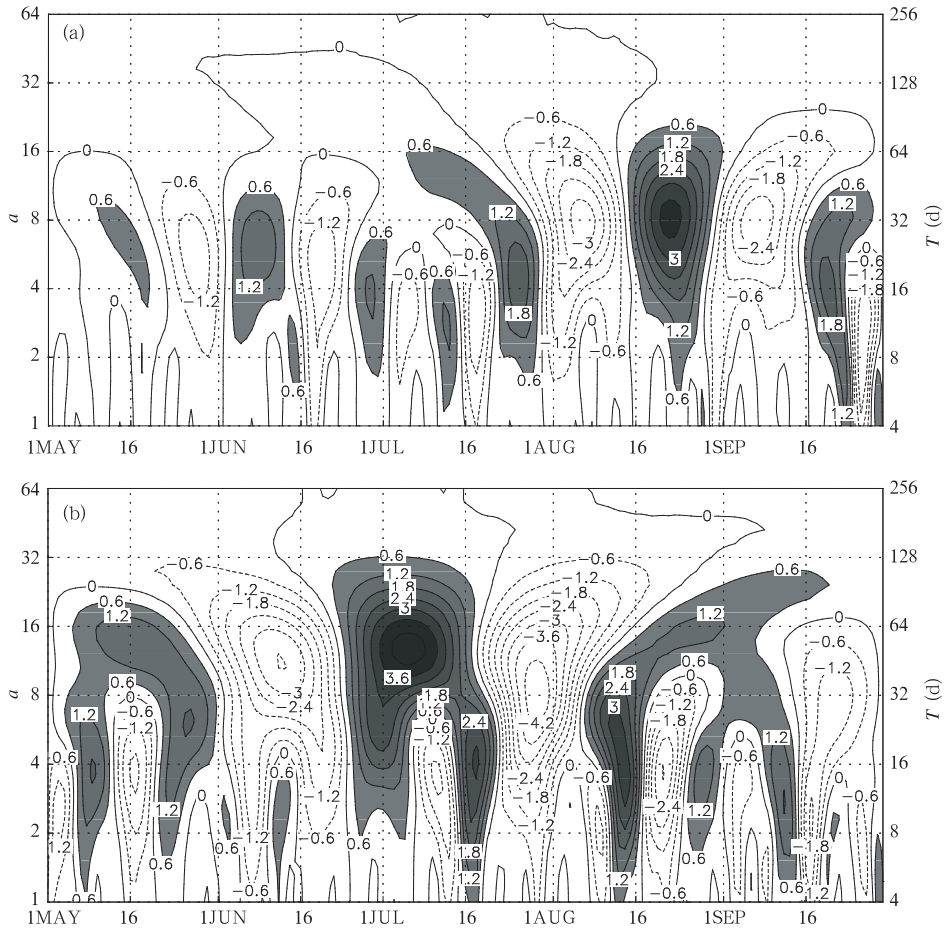 64 256
(a)
0
32 128
-0.6 0
0.6 -0.6
-1.2 1.2
16 0 0 0.6 -1.8 1.8 -1.2 64
2.4
-0.6 0.6 -0.6 -1.8 0.6
0.6 1.2 1.2
a 8 -1.2 0 32 T (d)
0.6 0 -3 -2.4 0
-0.6 -2.4 3 -0.6
-0.6 0.6 -1.2 -1.2
4 0 -1.2 1.2 -0.6 -1.8 16
1.8 0 1.2 0 1.8
2 -1.2 -0.6 8
0.6 0.6 0.6
1 1.2 4
1MAY 16 1JUN 16 1JUL 16 1AUG 16 1SEP 16
64 256
(b)
0
32 -0.6 0.6 -0.6 0.6 128
0 -1.2 1.2 -1.2
0.6 -1.8 1.8 -1.8
1.2 2.4 -2.4 1.2
16 3 -3 0 64
-3.6 -0.6
0.6 3.6 1.8 0.6 -1.2
a 8 0 -3 1.8 2.4 0 -0.6 32 T (d)
1.2 -0.6 -2.4 1.2 0.6 2.4 3 -1.2
-1.2 -0.6 -4.2 -1.8
0.6 0 -1.2 0 1.2
4 0.6 -2.4 0 -0.6 0 16
1.2 0 -1.2 -1.8 -2.4 1.2 -0.6
2 -1.2 -0.6 -1.2 8
1.2 0.6 0.6 0.6 1.8 0.6 -1.8
-0.6 1.2 1.2 -0.6 0.6 1.2
1 0.6 4
1MAY 16 1JUN 16 1JUL 16 1AUG 16 1SEP 16